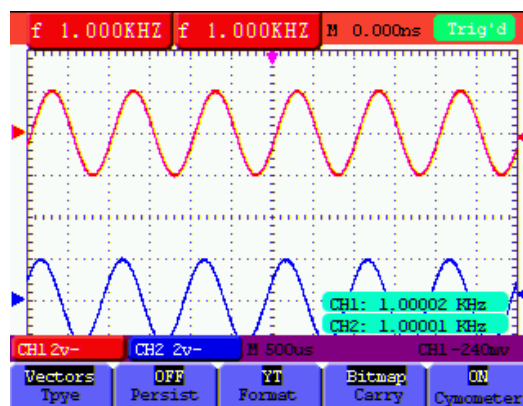 f 1.000KHZ f 1.000KHZ M 0.000ns Trig'd
CH1: 1.00002 KHz
CH2: 1.00001 KHz
CH1 2v- CH2 2v- M 500us CH1 -240mv
Vectors OFF YT Bitmap ON
Tpye Persist Format Carry Cymometer